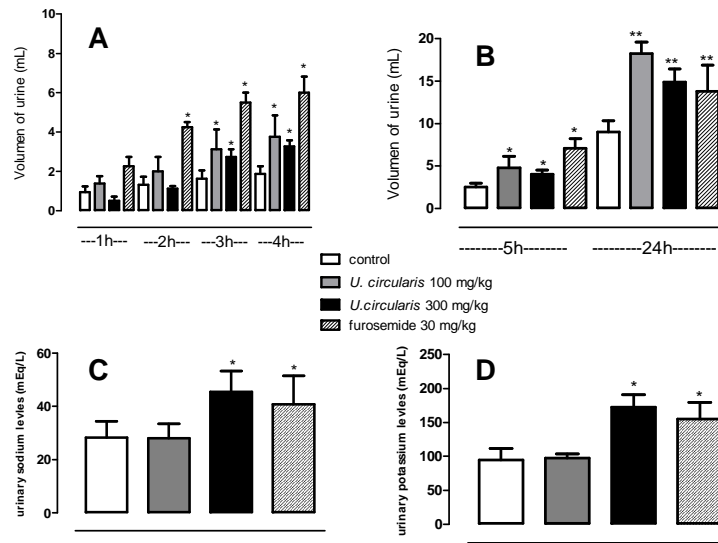 A
Volumen of urine (mL)
10
8
6
4
2
0
* * * * * * *
---1h--- ---2h--- ---3h--- ---4h---
B
Volumen of urine (mL)
20
15
10
5
0
* * * ** ** **
--------5h------- --------24h--------
control
U. circularis 100 mg/kg
U.circularis 300 mg/kg
furosemide 30 mg/kg
C
urinary sodium levles (mEq/L)
60
40
20
0
* *
D
urinary potassium levles (mEq/L)
250
200
150
100
50
0
* *